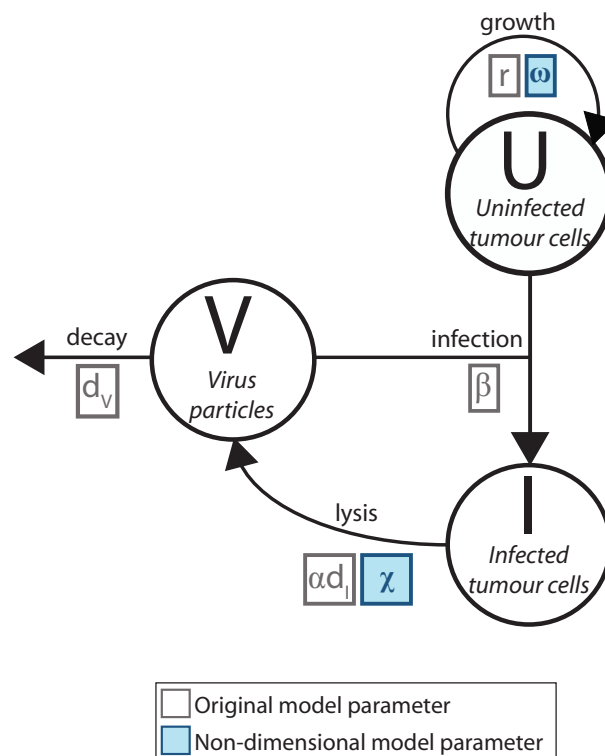 growth
r ω
U
Uninfected
tumour cells
decay
d_V
V
Virus
particles
infection
β
lysis
αd_I χ
I
Infected
tumour cells
Original model parameter
Non-dimensional model parameter